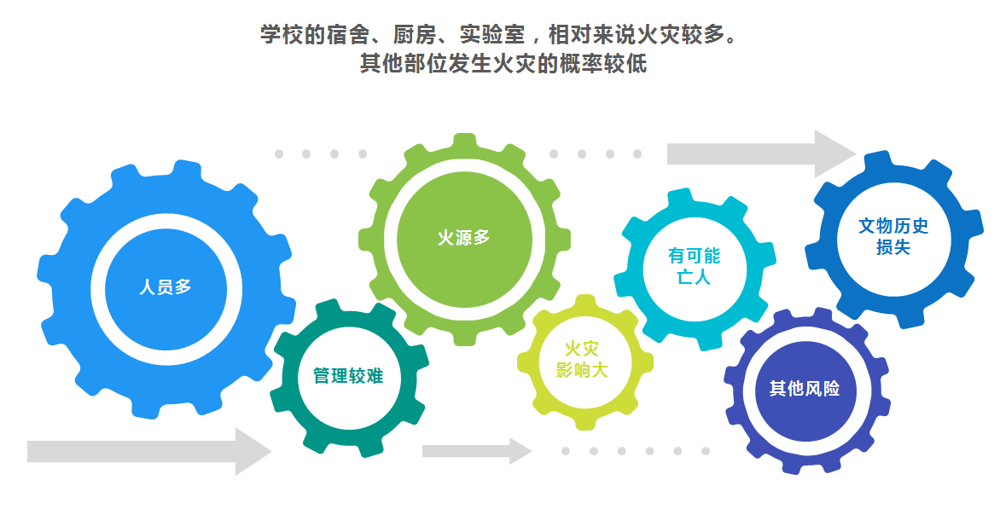 学校的宿舍、厨房、实验室，相对来说火灾较多。
其他部位发生火灾的概率较低
人员多
管理较难
火源多
火灾
影响大
有可能
亡人
其他风险
文物历史
损失